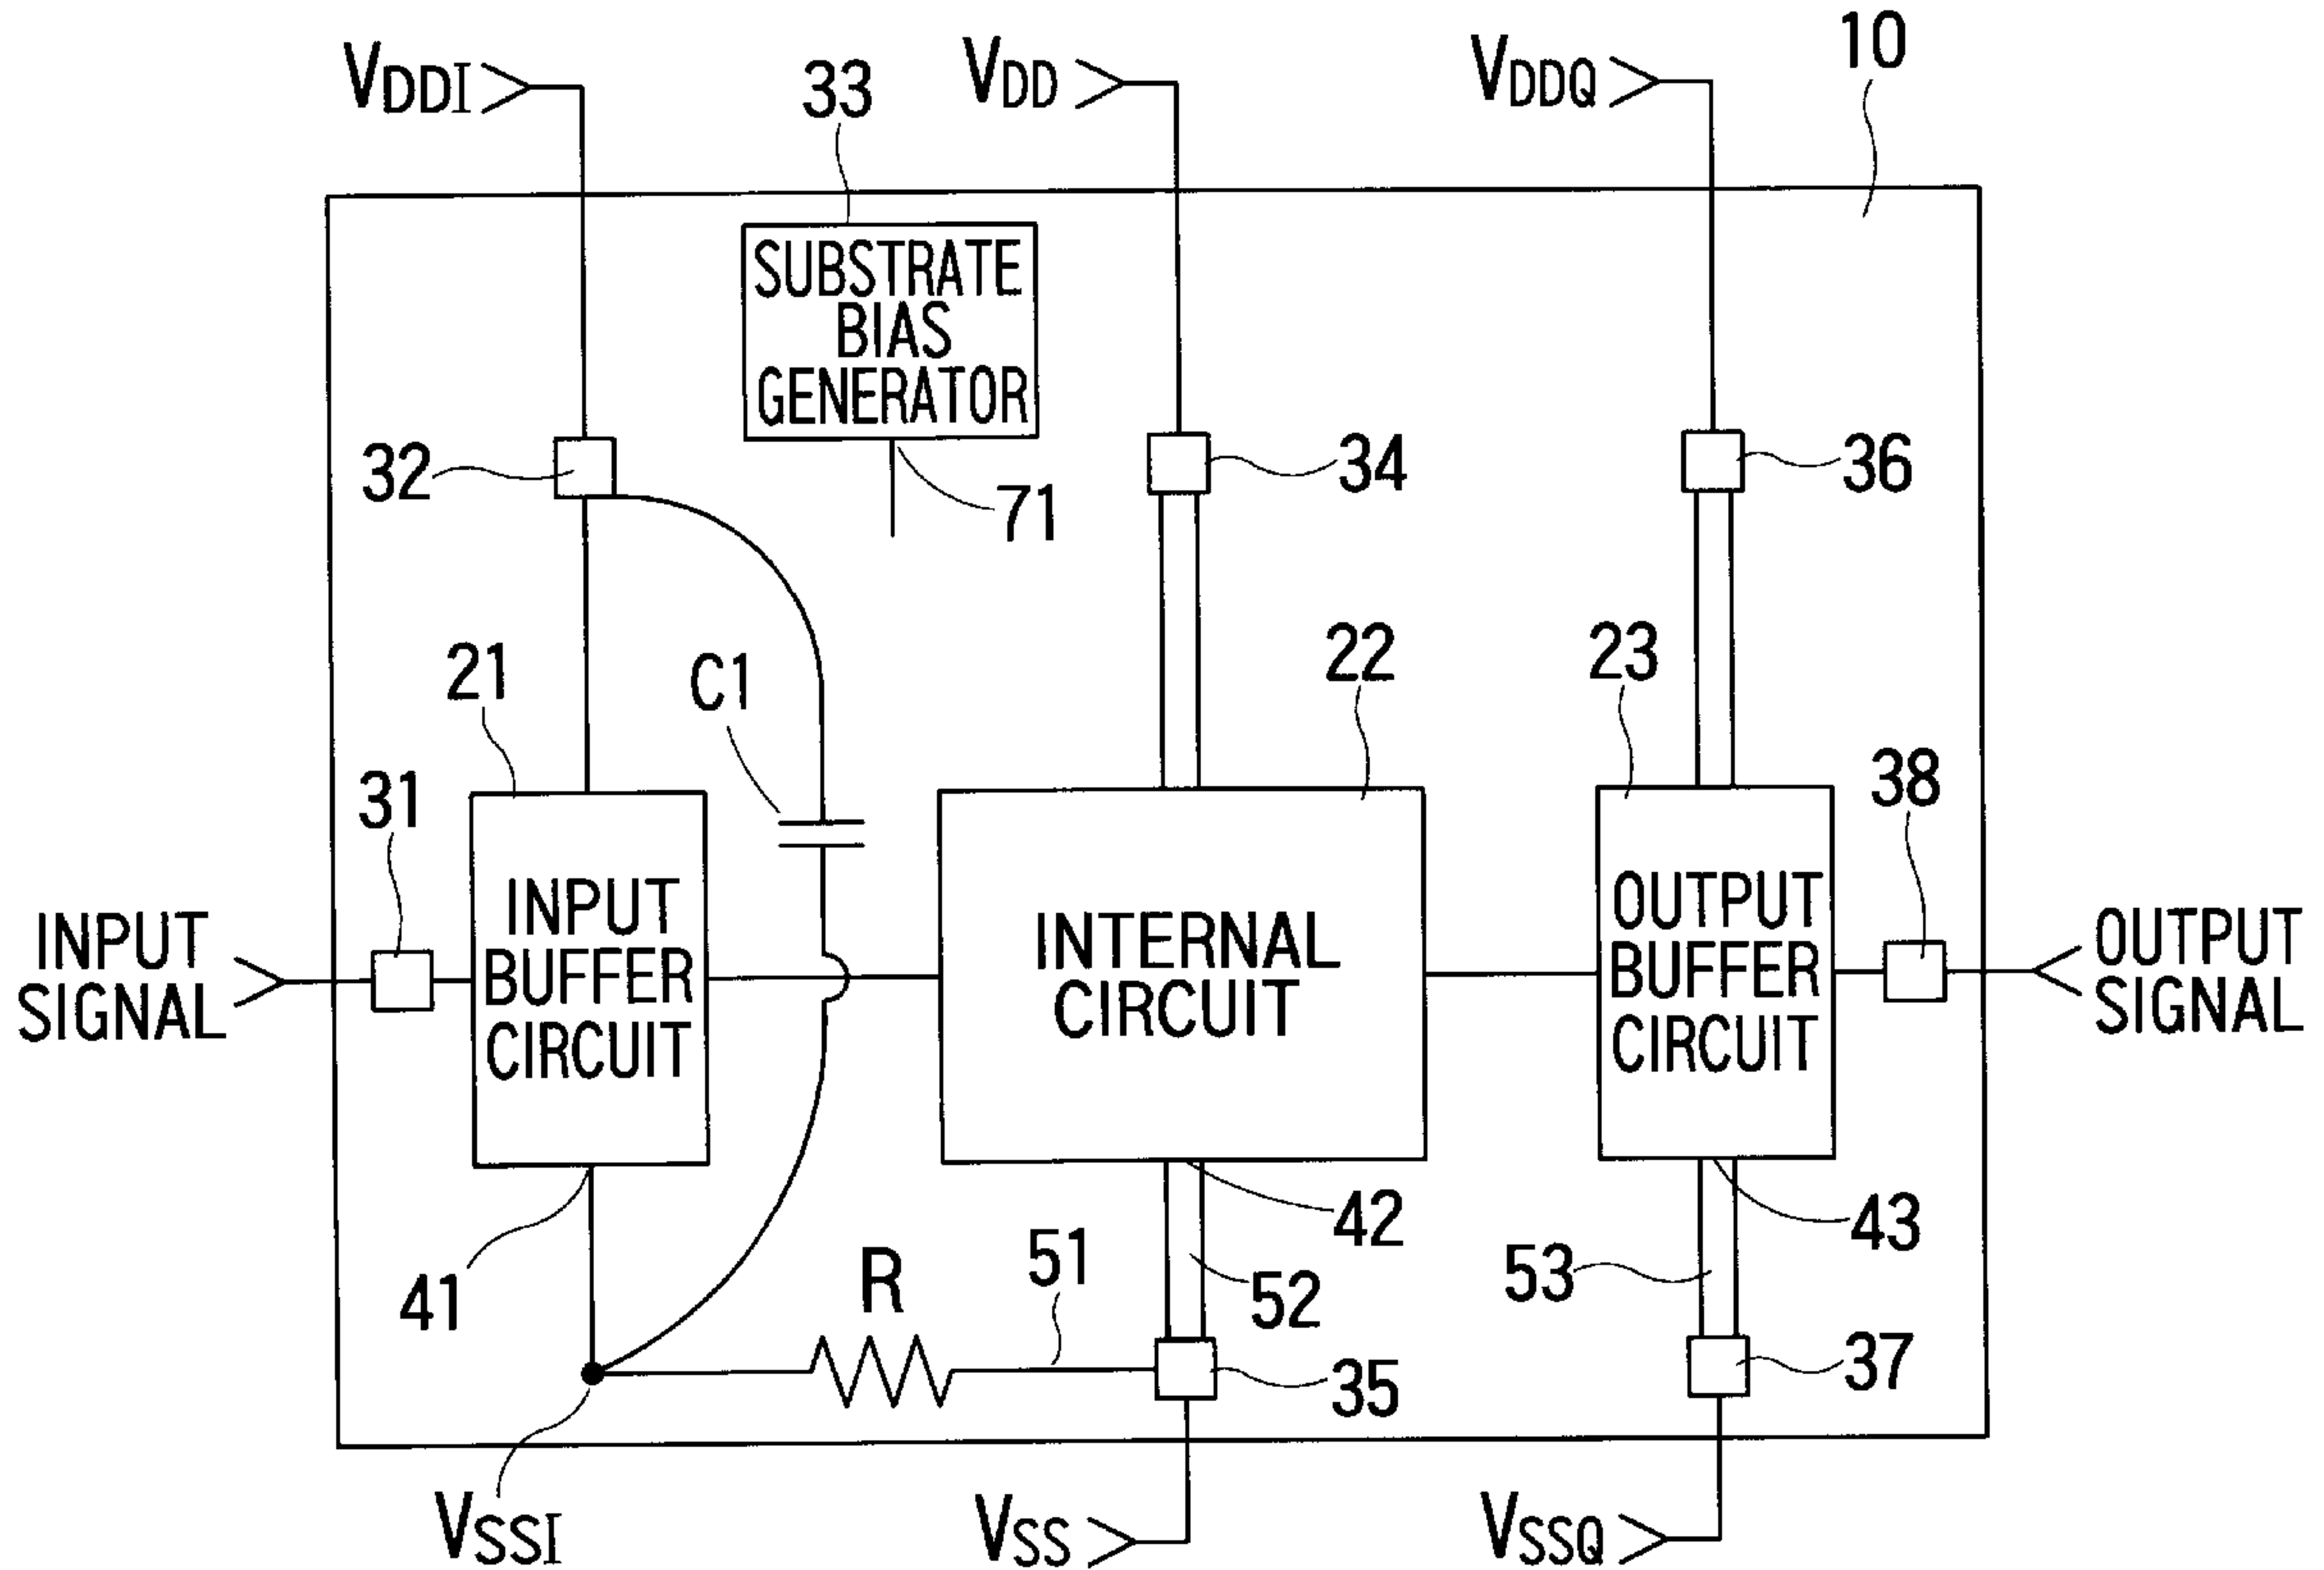 VDDI
33
VDD
VDDQ
10
SUBSTRATE
BIAS
GENERATOR
32
71
34
36
21
C1
22
23
31
38
INPUT
SIGNAL
INPUT
BUFFER
CIRCUIT
INTERNAL
CIRCUIT
OUTPUT
BUFFER
CIRCUIT
OUTPUT
SIGNAL
41
R
51
42
52
53
43
35
37
VSSI
VSS
VSSQ